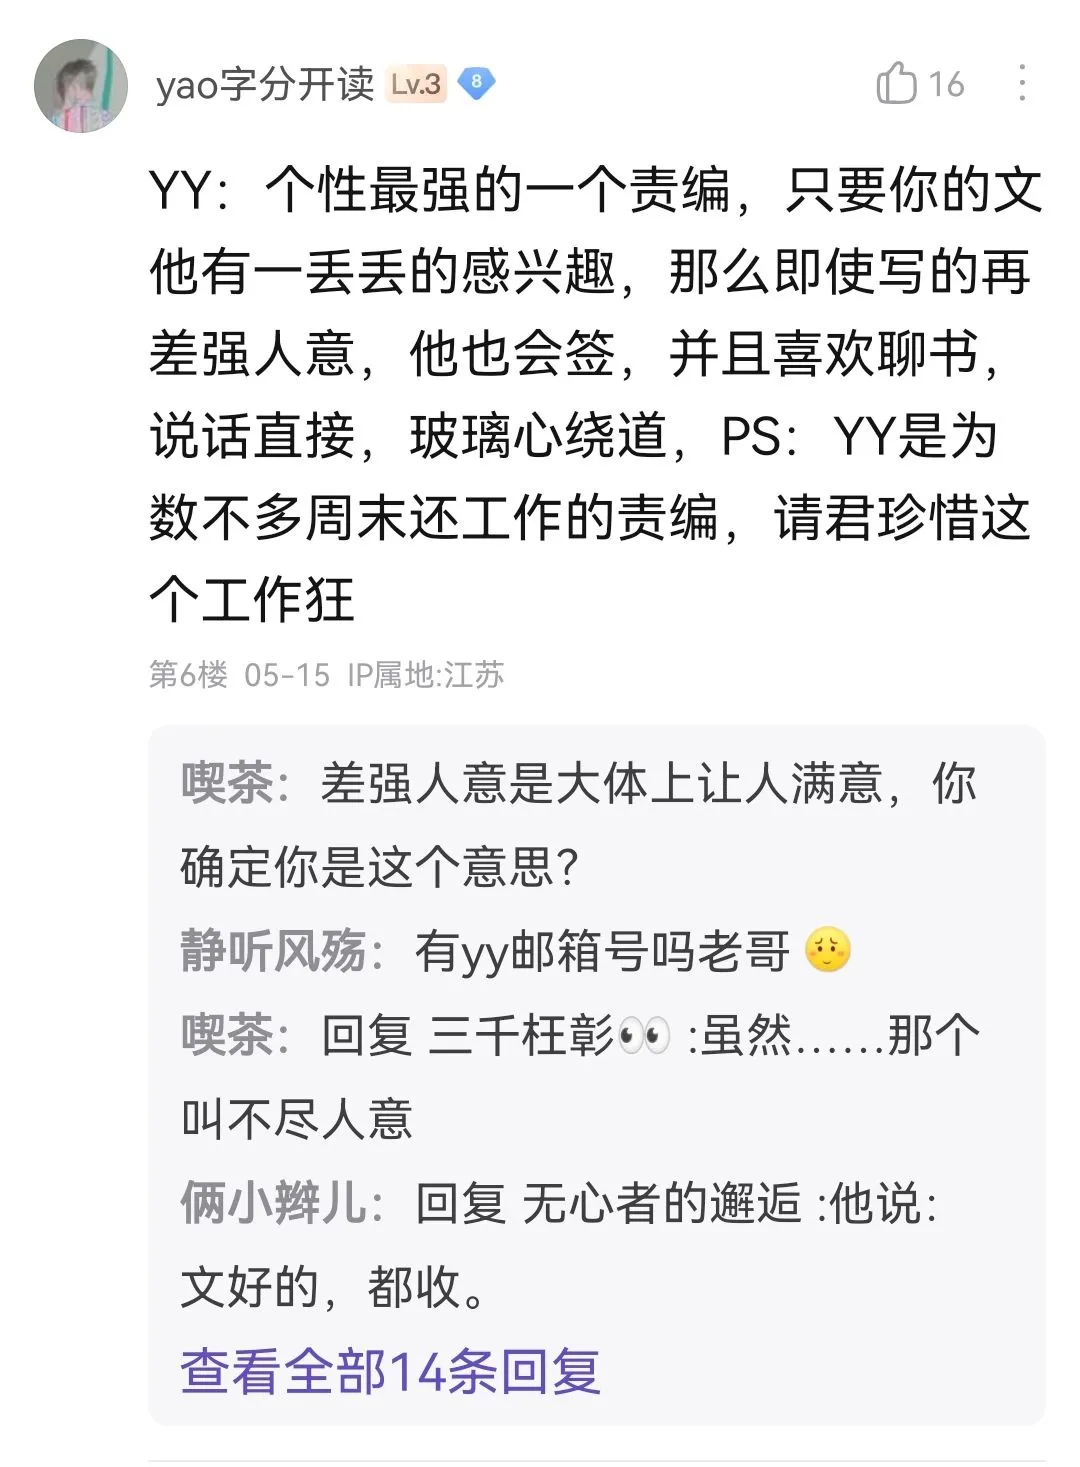 yao字分开读 Lv.3 8 16
YY：个性最强的一个责编，只要你的文
他有一丢丢的感兴趣，那么即使写的再
差强人意，他也会签，并且喜欢聊书，
说话直接，玻璃心绕道，PS：YY是为
数不多周末还工作的责编，请君珍惜这
个工作狂
第6楼 05-15 IP属地:江苏
喫茶：差强人意是大体上让人满意，你
确定你是这个意思？
静听风殇：有yy邮箱号吗老哥
喫茶：回复 三千枉彰👀 :虽然……那个
叫不尽人意
俩小辫儿：回复 无心者的邂逅 :他说：
文好的，都收。
查看全部14条回复